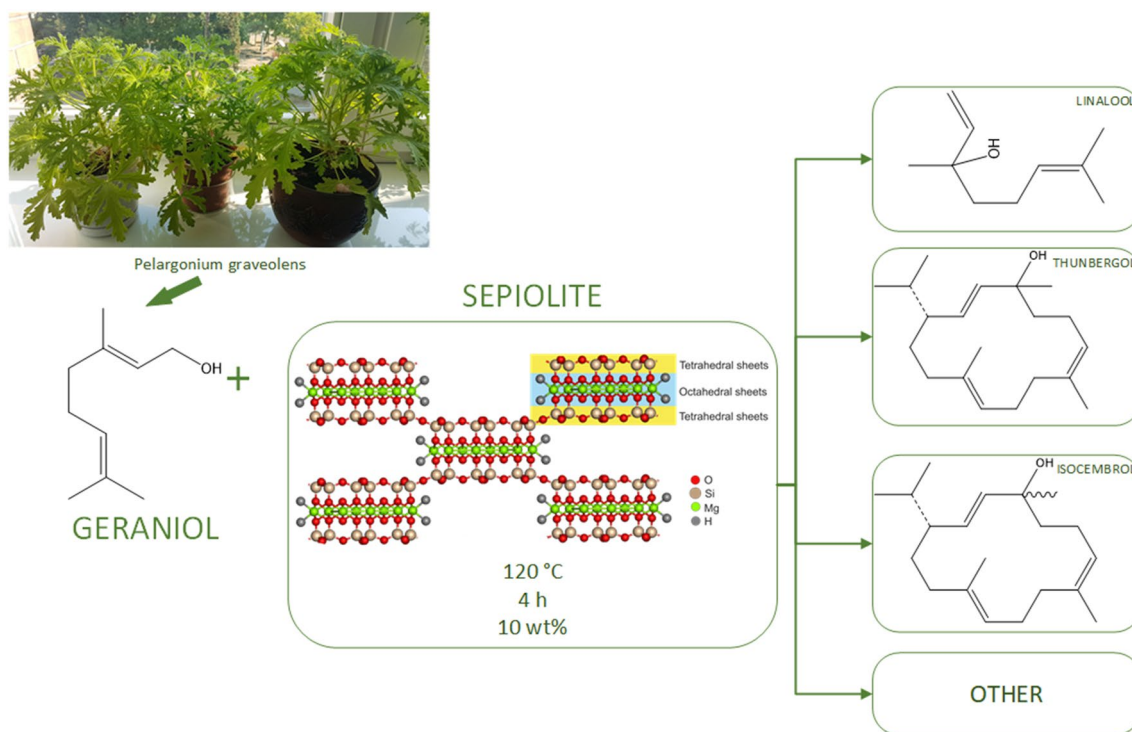 Pelargonium graveolens
OH
+
GERANIOL
SEPIOLITE
Tetrahedral sheets
Octahedral sheets
Tetrahedral sheets
O
Si
Mg
H
120 °C
4 h
10 wt%
LINALOOL
OH
OH
THUNBERGOL
OH
ISOCEMBROL
OTHER